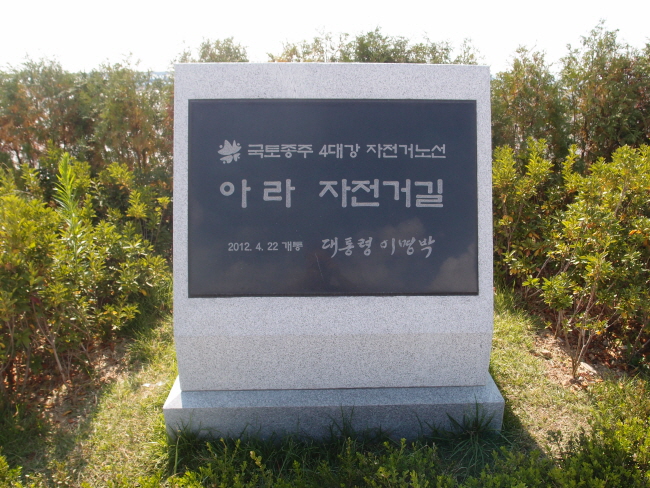 국토종주 4대강 자전거노선
아라 자전거길
2012. 4. 22 개통 대통령 이명박